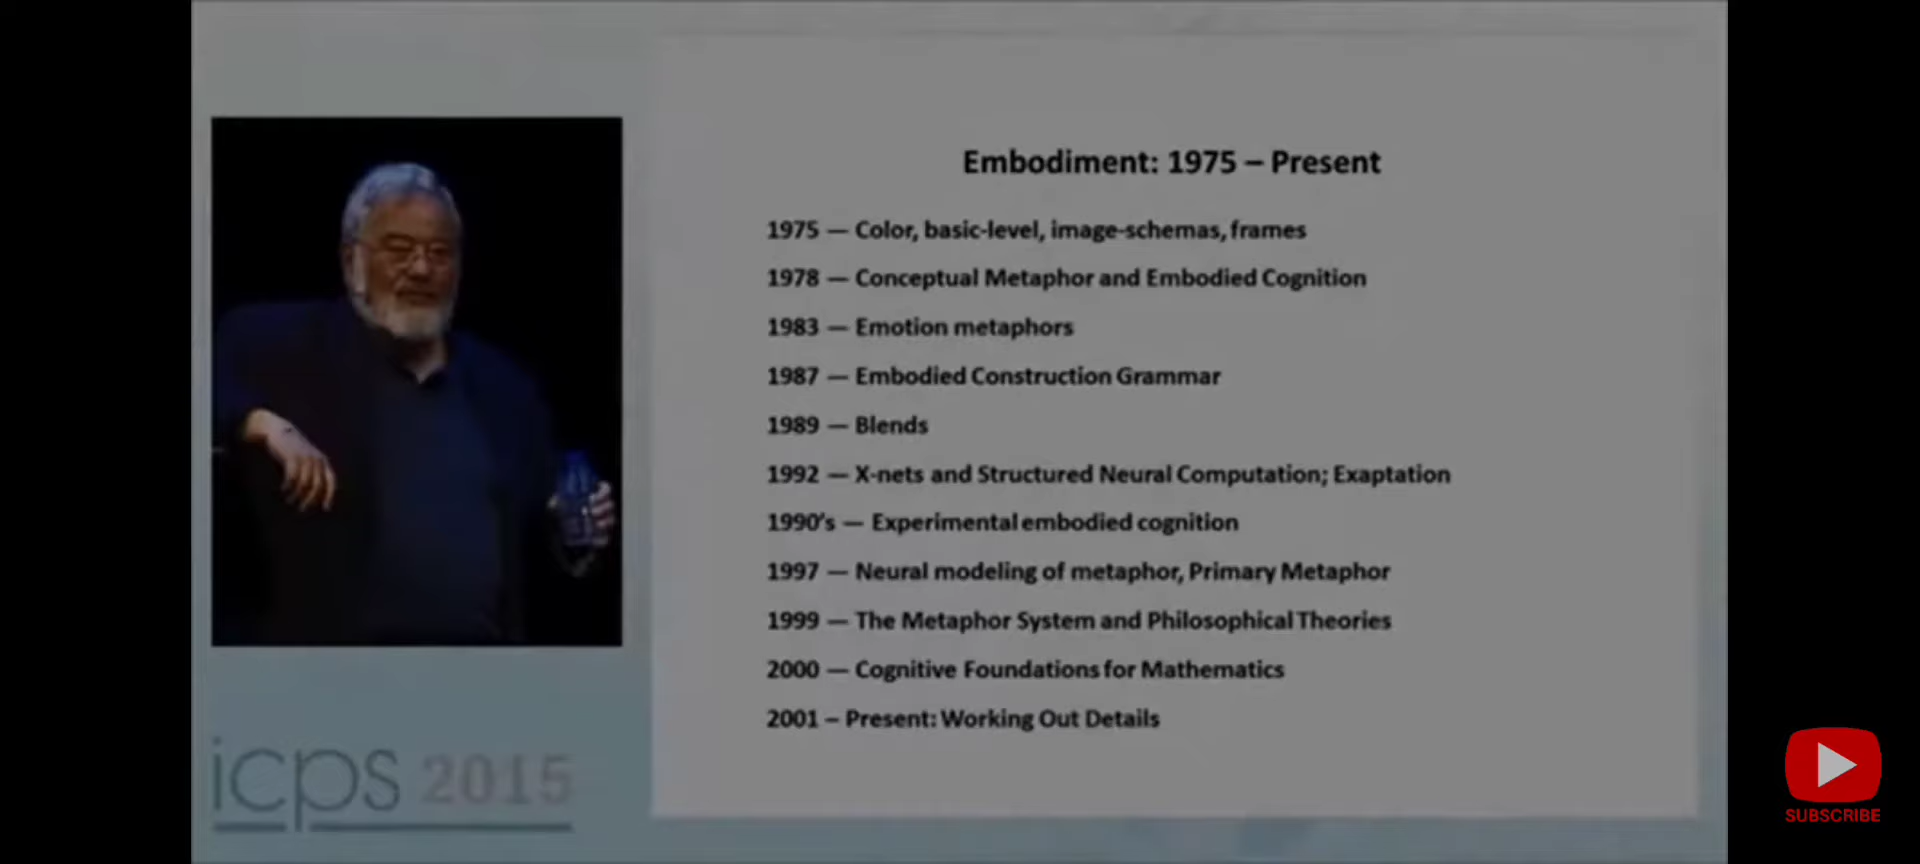 Embodiment: 1975 – Present
1975 — Color, basic-level, image-schemas, frames
1978 — Conceptual Metaphor and Embodied Cognition
1983 — Emotion metaphors
1987 — Embodied Construction Grammar
1989 — Blends
1992 — X-nets and Structured Neural Computation; Exaptation
1990's — Experimental embodied cognition
1997 — Neural modeling of metaphor, Primary Metaphor
1999 — The Metaphor System and Philosophical Theories
2000 — Cognitive Foundations for Mathematics
2001 – Present: Working Out Details
icps 2015
SUBSCRIBE